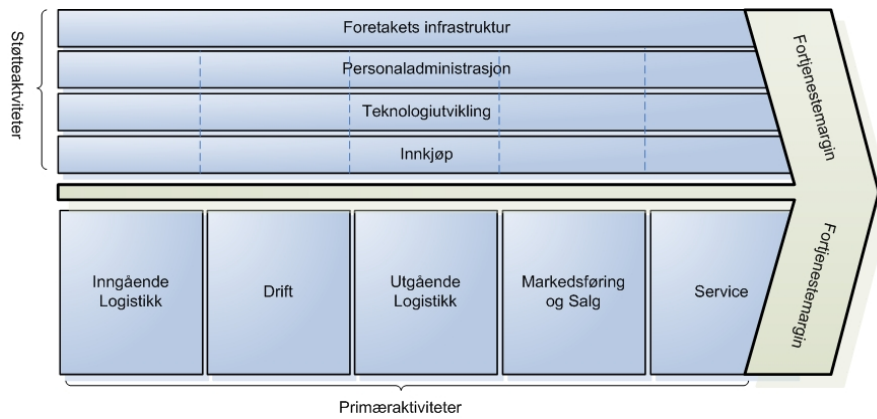 Støtteaktiviteter
Foretakets infrastruktur
Personaladministrasjon
Teknologiutvikling
Innkjøp
Fortjenestemargin
Inngående
Logistikk
Drift
Utgående
Logistikk
Markedsføring
og Salg
Service
Fortjenestemargin
Primæraktiviteter